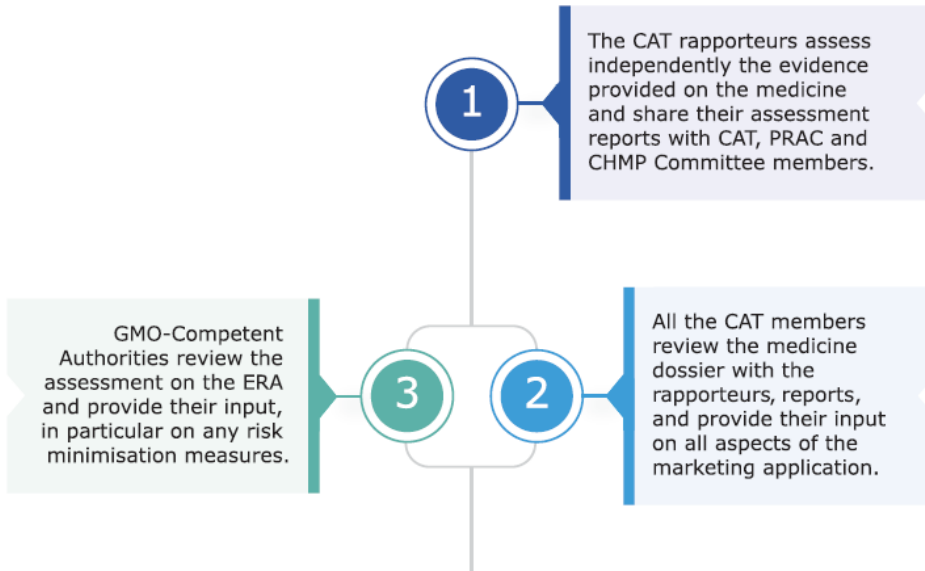 1
The CAT rapporteurs assess
independently the evidence
provided on the medicine
and share their assessment
reports with CAT, PRAC and
CHMP Committee members.
2
All the CAT members
review the medicine
dossier with the
rapporteurs, reports,
and provide their input
on all aspects of the
marketing application.
3
GMO-Competent
Authorities review the
assessment on the ERA
and provide their input,
in particular on any risk
minimisation measures.